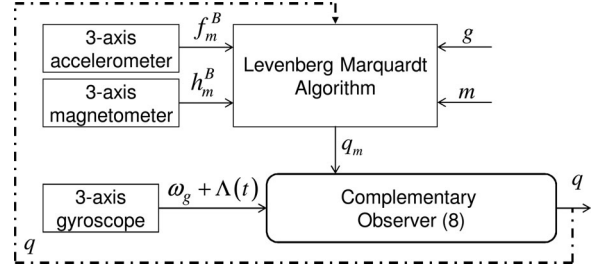 3-axis
accelerometer
f_m^B
3-axis
magnetometer
h_m^B
Levenberg Marquardt
Algorithm
g
m
q_m
3-axis
gyroscope
ω_g + Λ(t)
Complementary
Observer (8)
q
q